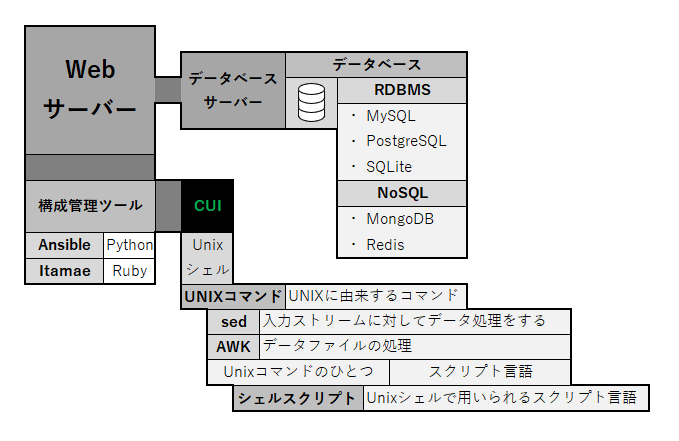 Web
サーバー
データベース
サーバー
データベース
RDBMS
・ MySQL
・ PostgreSQL
・ SQLite
NoSQL
・ MongoDB
・ Redis
構成管理ツール
CUI
Ansible Python
Itamae Ruby
Unix
シェル
UNIXコマンド UNIXに由来するコマンド
sed 入力ストリームに対してデータ処理をする
AWK データファイルの処理
Unixコマンドのひとつ スクリプト言語
シェルスクリプト Unixシェルで用いられるスクリプト言語